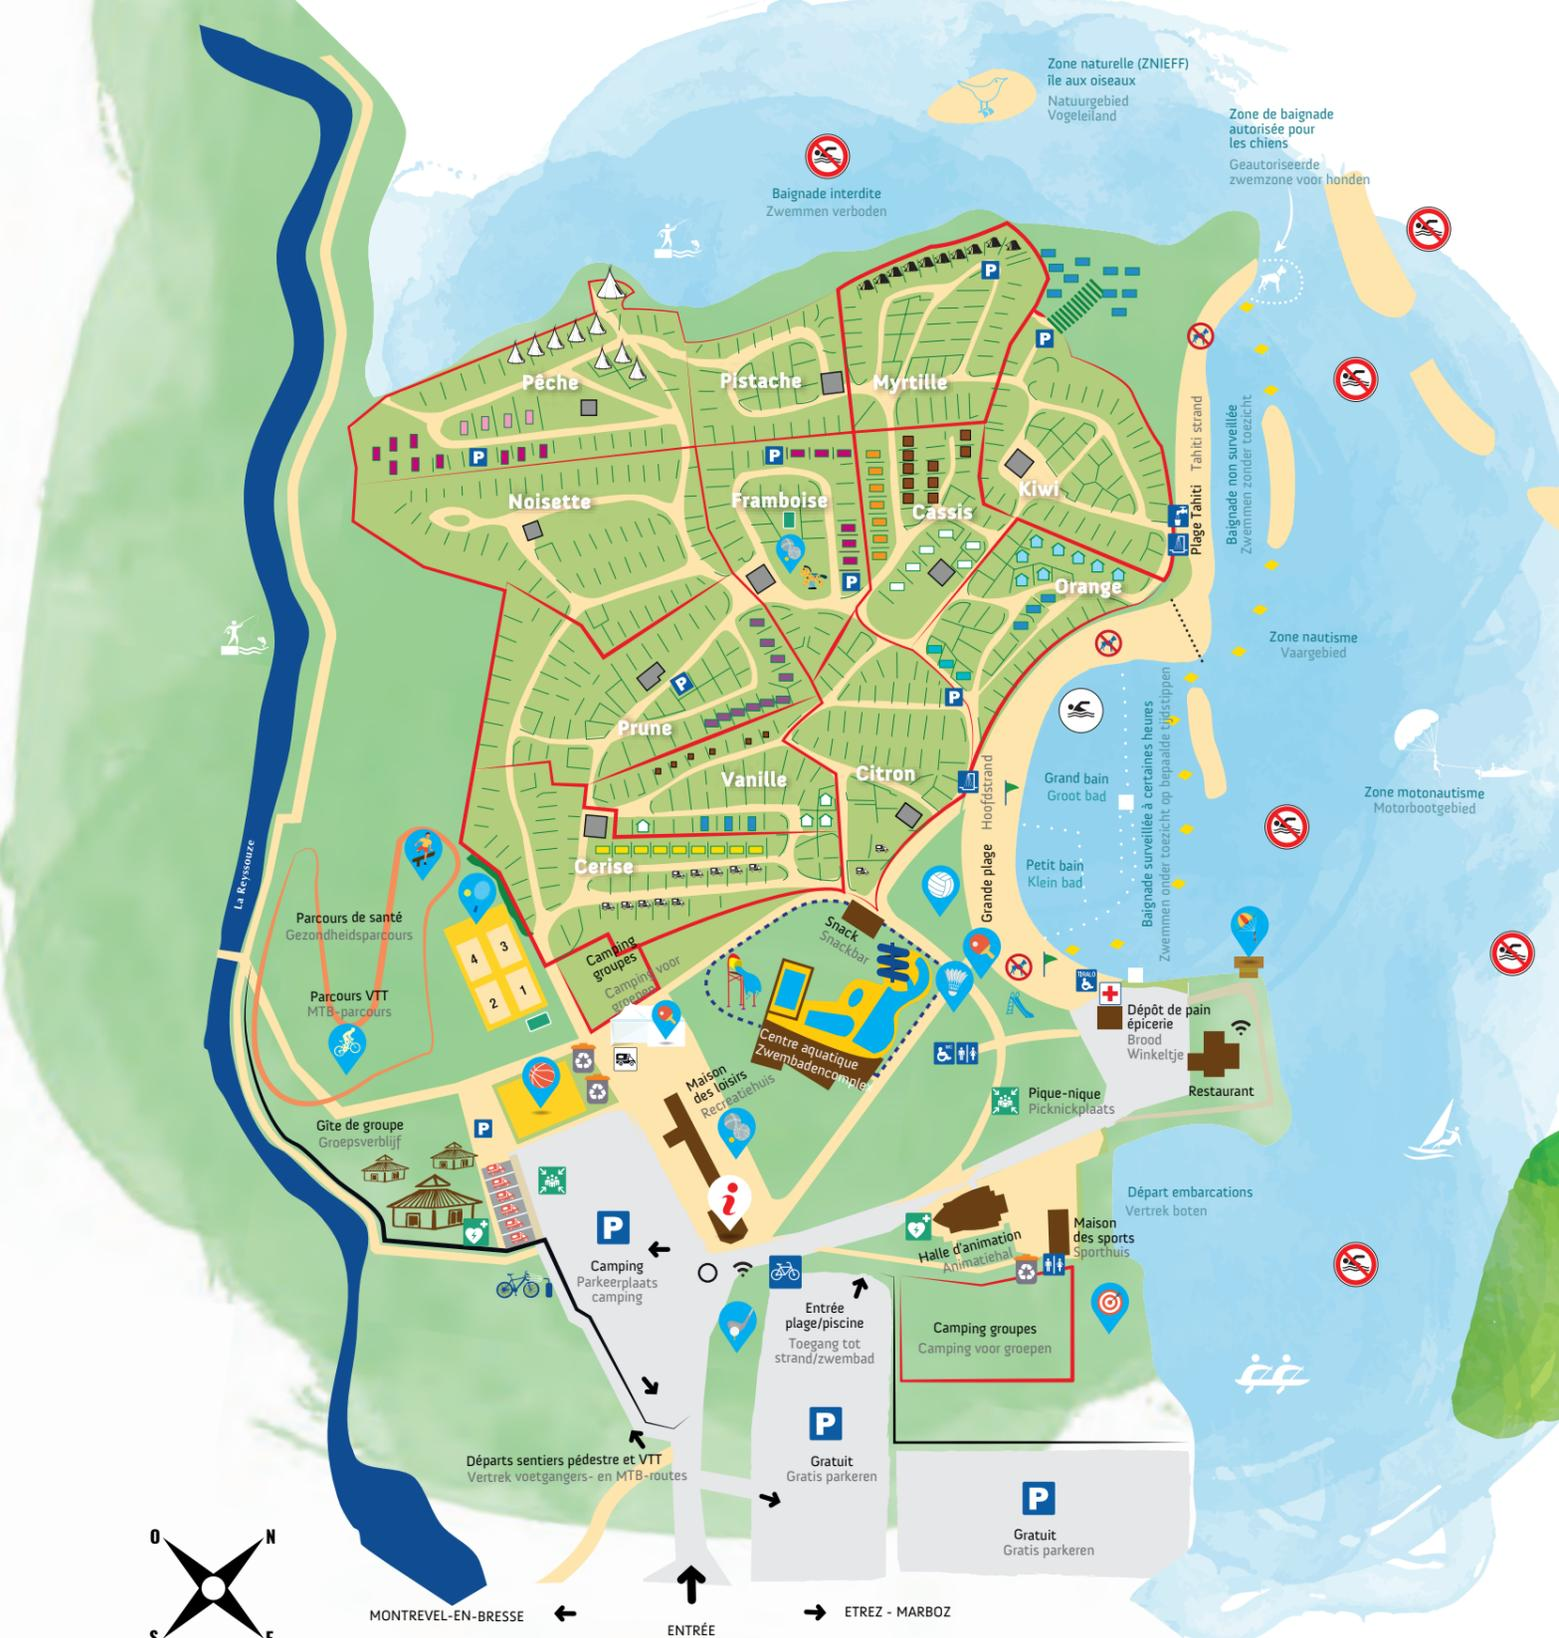 Zone naturelle (ZNIEFF)
île aux oiseaux
Natuurgebied
Vogeleiland
Zone de baignade
autorisée pour
les chiens
Geautoriseerde
zwemzone voor honden
Baignade interdite
Zwemmen verboden
P
P
Pêche
Pistache
Myrtille
P
P
Noisette
Framboise
Cassis
Kiwi
Plage Tahiti Tahiti strand
Baignade non surveillée
Zwemmen zonder toezicht
P
Orange
Zone nautisme
Vaargebied
P
P
Prune
Vanille
Citron
Grande plage Hoofdstrand
Grand bain
Groot bad
Petit bain
Klein bad
Baignade surveillée à certaines heures
Zwemmen onder toezicht op bepaalde tijdstippen
Zone motonautisme
Motorbootgebied
Cerise
La Reyssouze
Parcours de santé
Gezondheidsparcours
4
3
2
1
Parcours VTT
MTB-parcours
Camping
groupes
Camping voor
groepen
Snack
Snackbar
Centre aquatique
Zwembadencomplex
TIRALO
Dépôt de pain
épicerie
Brood
Winkeltje
Restaurant
Maison
des loisirs
Recreatiehuis
WC
Pique-nique
Picknickplaats
Gîte de groupe
Groepsverblijf
P
P
Camping
Parkeerplaats
camping
i
Départ embarcations
Vertrek boten
Halle d'animation
Animatiehal
Maison
des sports
Sporthuis
Entrée
plage/piscine
Toegang tot
strand/zwembad
Camping groupes
Camping voor groepen
P
Gratuit
Gratis parkeren
Départs sentiers pédestre et VTT
Vertrek voetgangers- en MTB-routes
P
Gratuit
Gratis parkeren
O
N
S
E
MONTREVEL-EN-BRESSE
ENTRÉE
ETREZ - MARBOZ